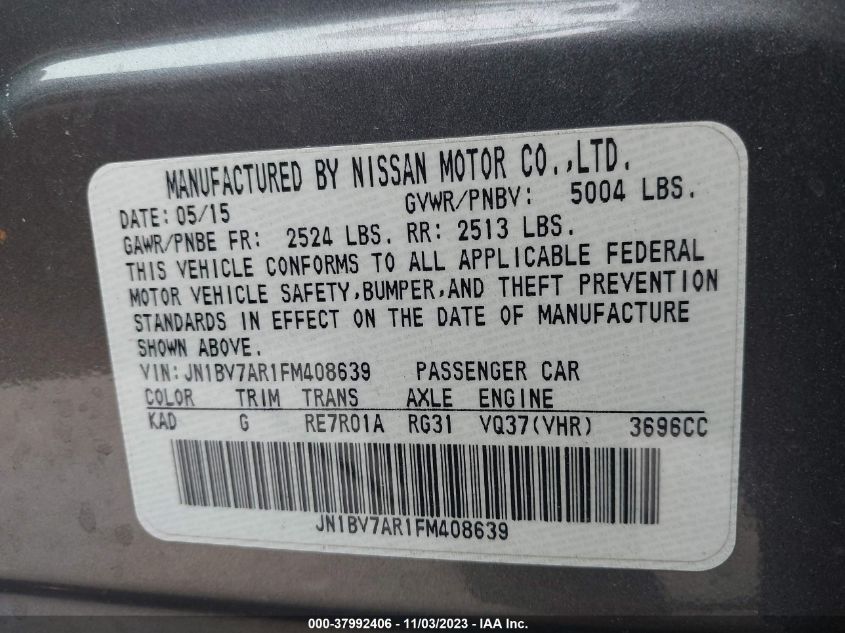 MANUFACTURED BY NISSAN MOTOR CO.,LTD.
DATE: 05/15 GVWR/PNBV: 5004 LBS.
GAWR/PNBE FR: 2524 LBS. RR: 2513 LBS.
THIS VEHICLE CONFORMS TO ALL APPLICABLE FEDERAL
MOTOR VEHICLE SAFETY,BUMPER,AND THEFT PREVENTION
STANDARDS IN EFFECT ON THE DATE OF MANUFACTURE
SHOWN ABOVE.
VIN:JN1BV7AR1FM408639 PASSENGER CAR
COLOR TRIM TRANS AXLE ENGINE
KAD G RE7R01A RG31 VQ37(VHR) 3696CC
JN1BV7AR1FM408639
000-37992406 - 11/03/2023 - © IAA Inc.